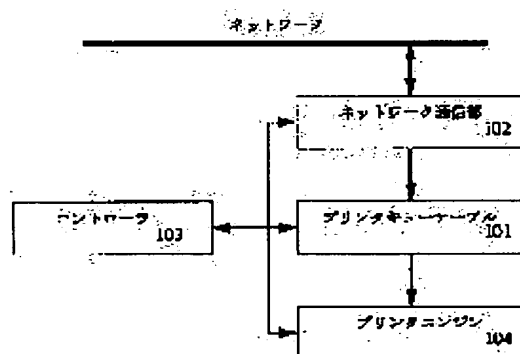 ネットワーク
ネットワーク通信部
102
コントローラ
103
プリンタキューテーブル
101
プリンタエンジン
104